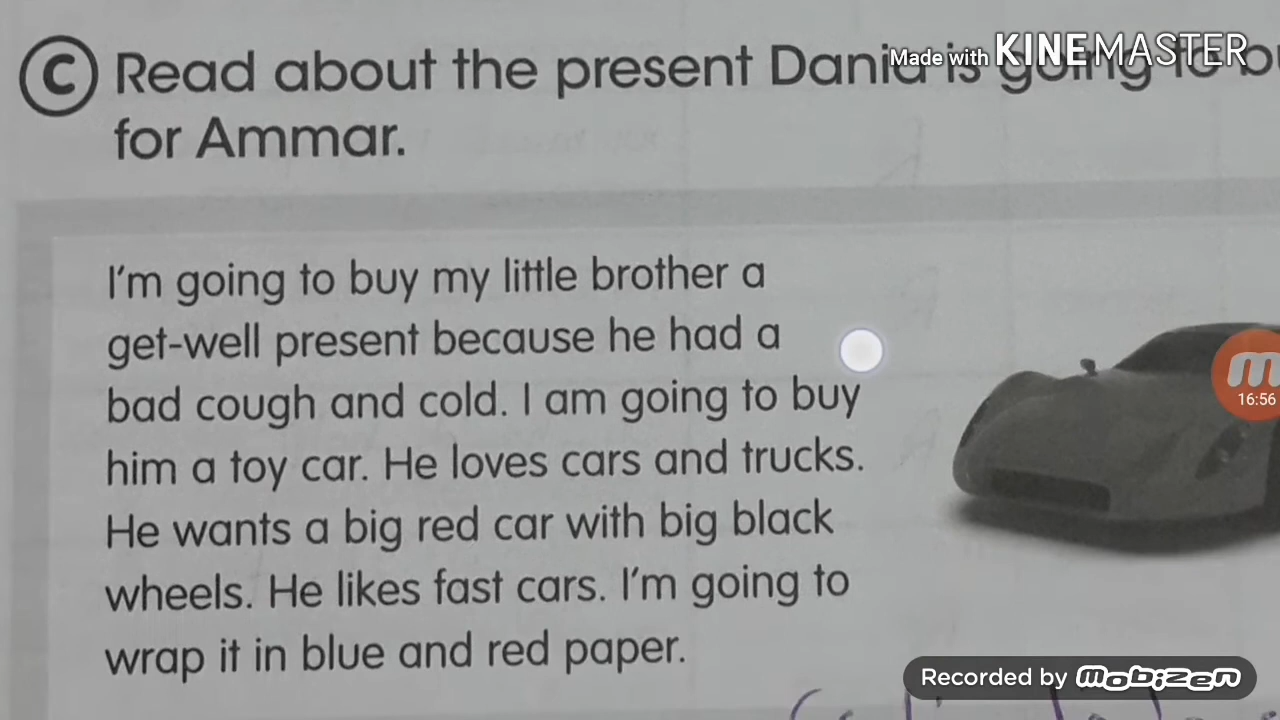 C Read about the present Dania is going to
for Ammar.
Made with KINEMASTER
I'm going to buy my little brother a
get-well present because he had a
bad cough and cold. I am going to buy
him a toy car. He loves cars and trucks.
He wants a big red car with big black
wheels. He likes fast cars. I'm going to
wrap it in blue and red paper.
16:56
Recorded by mobizen